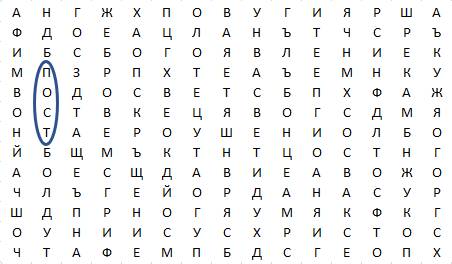 А Н Г Ж Х П О В У Г И Я Р Ш А
Ф Д О Е А Ц Л А Н Ъ Т Ч С Р Ъ
И Б С Б О Г О Я В Л Е Н И Е К
М П З Р П Х Т Е А Ъ Е М Н К У
В О Д О С В Е Т С Б П Х Ф А Ж
О С Т В К Е Ц Я В О Г С Д М Я
Н Т А Е Р О У Ш Е Н И О Л Б О
Й Б Щ М Ъ К Т Н Т Ц О С Т Н Г
А О Е С Щ Д А В И Е А В О Ж О
Ч Л Ъ Г Е Й О Р Д А Н А С У Р
Ш Д П Р Н О Г Я У М Я К Ф К Г
О У Н И И С У С Х Р И С Т О С
Ч Т А Ф Е М П Б Д С Г Е О П Х